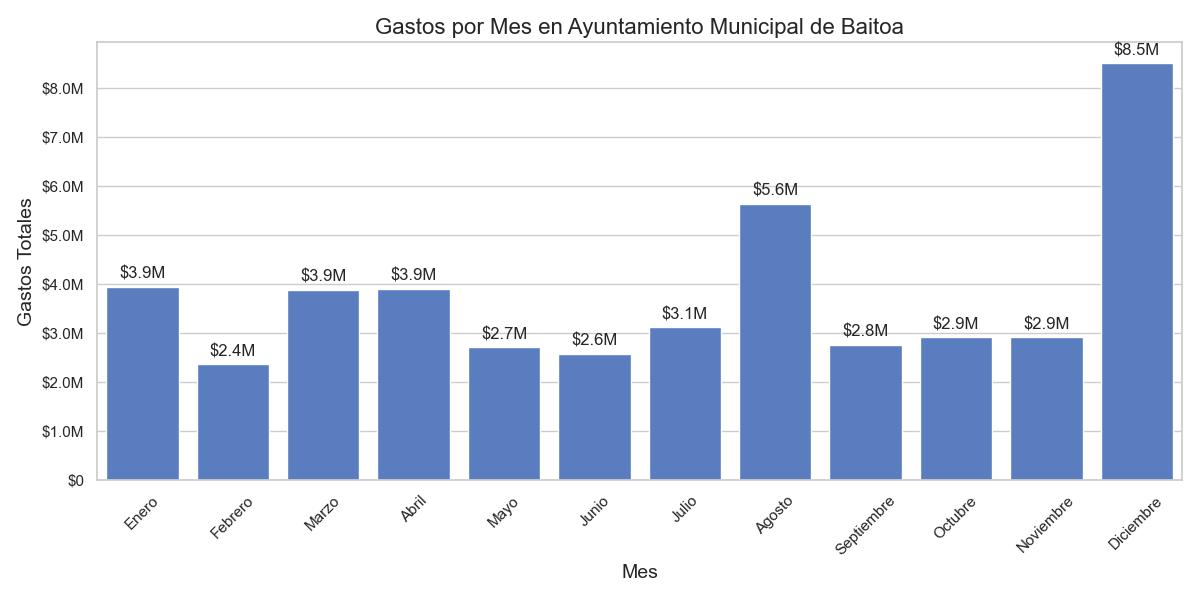 Gastos por Mes en Ayuntamiento Municipal de Baitoa
$8.5M
$8.0M
$7.0M
$6.0M
$5.6M
$5.0M
$4.0M
$3.9M
$3.9M
$3.9M
$3.1M
$3.0M
$2.4M
$2.7M
$2.6M
$2.8M
$2.9M
$2.9M
$2.0M
$1.0M
$0
Gastos Totales
Enero
Febrero
Marzo
Abril
Mayo
Junio
Julio
Agosto
Septiembre
Octubre
Noviembre
Diciembre
Mes